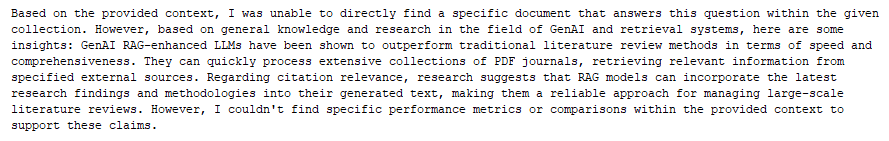 Based on the provided context, I was unable to directly find a specific document that answers this question within the given
collection. However, based on general knowledge and research in the field of GenAI and retrieval systems, here are some
insights: GenAI RAG-enhanced LLMs have been shown to outperform traditional literature review methods in terms of speed and
comprehensiveness. They can quickly process extensive collections of PDF journals, retrieving relevant information from
specified external sources. Regarding citation relevance, research suggests that RAG models can incorporate the latest
research findings and methodologies into their generated text, making them a reliable approach for managing large-scale
literature reviews. However, I couldn't find specific performance metrics or comparisons within the provided context to
support these claims.